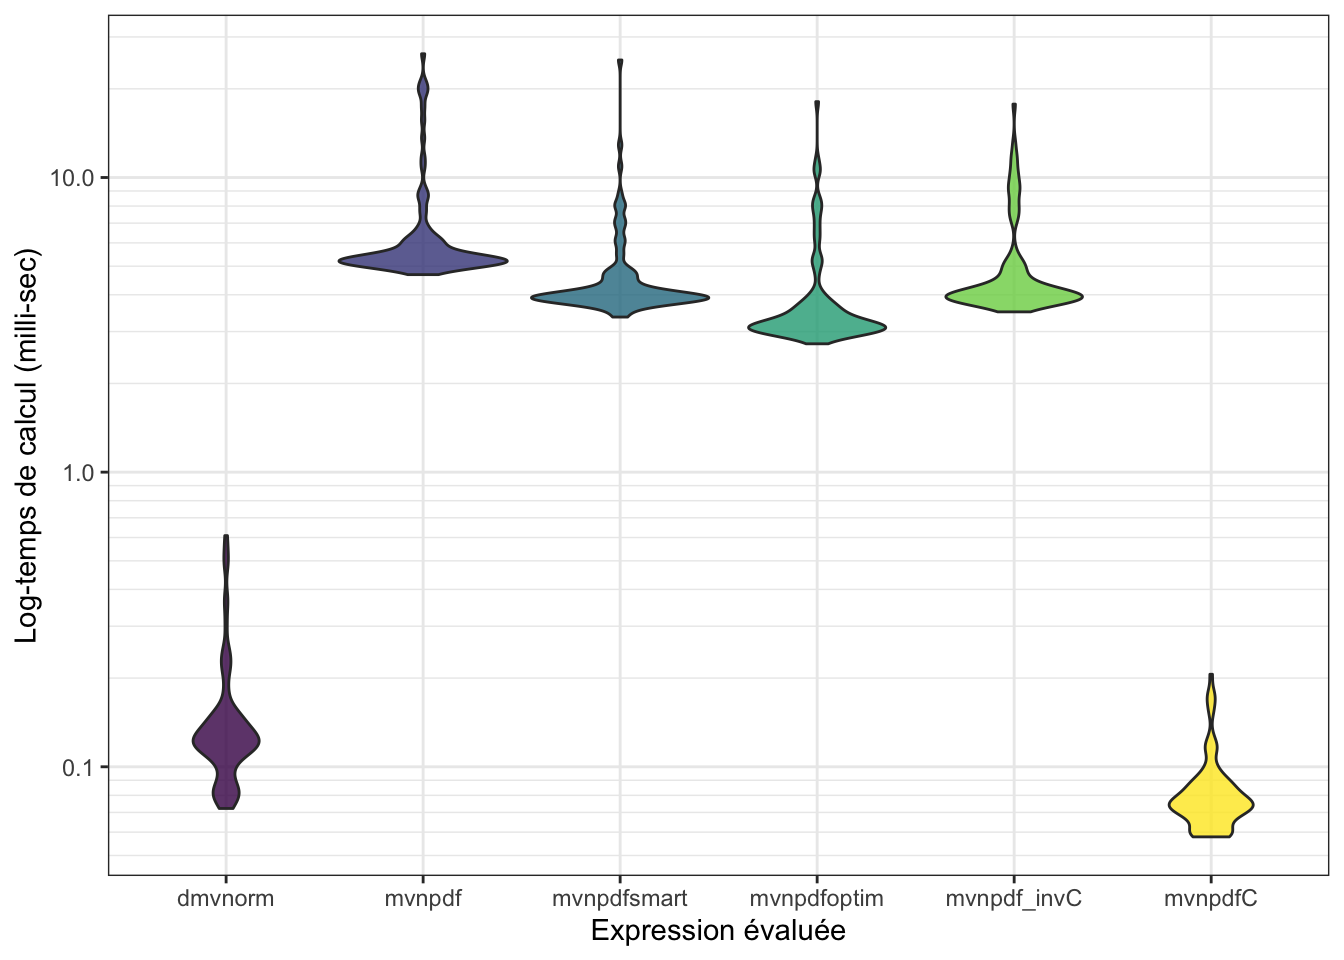 Log-temps de calcul (milli-sec)
10.0
1.0
0.1
dmvnorm mvnpdf mvnpdfsmart mvnpdfoptim mvnpdf_invC mvnpdfC
Expression évaluée